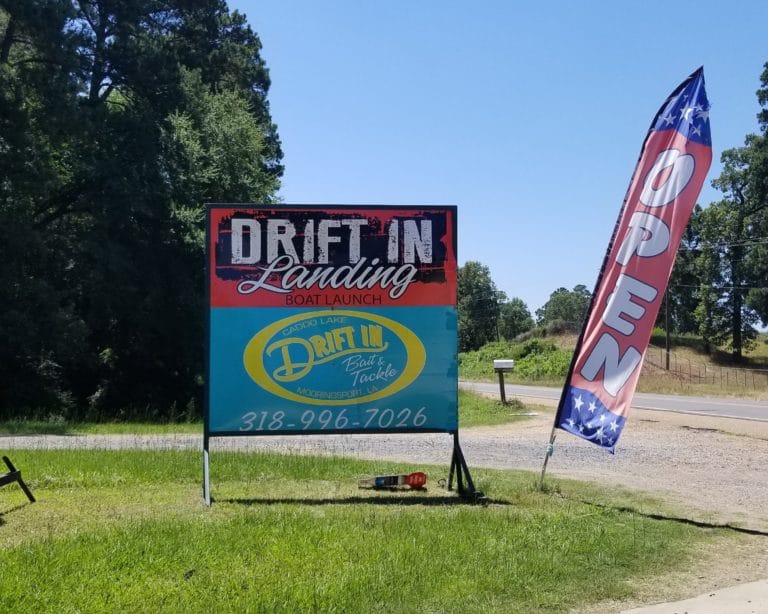 DRIFT IN
Landing
BOAT LAUNCH
CADDO LAKE
DRIFT IN
Bait &
Tackle
MOORINGSPORT, LA
318-996-7026
OPEN